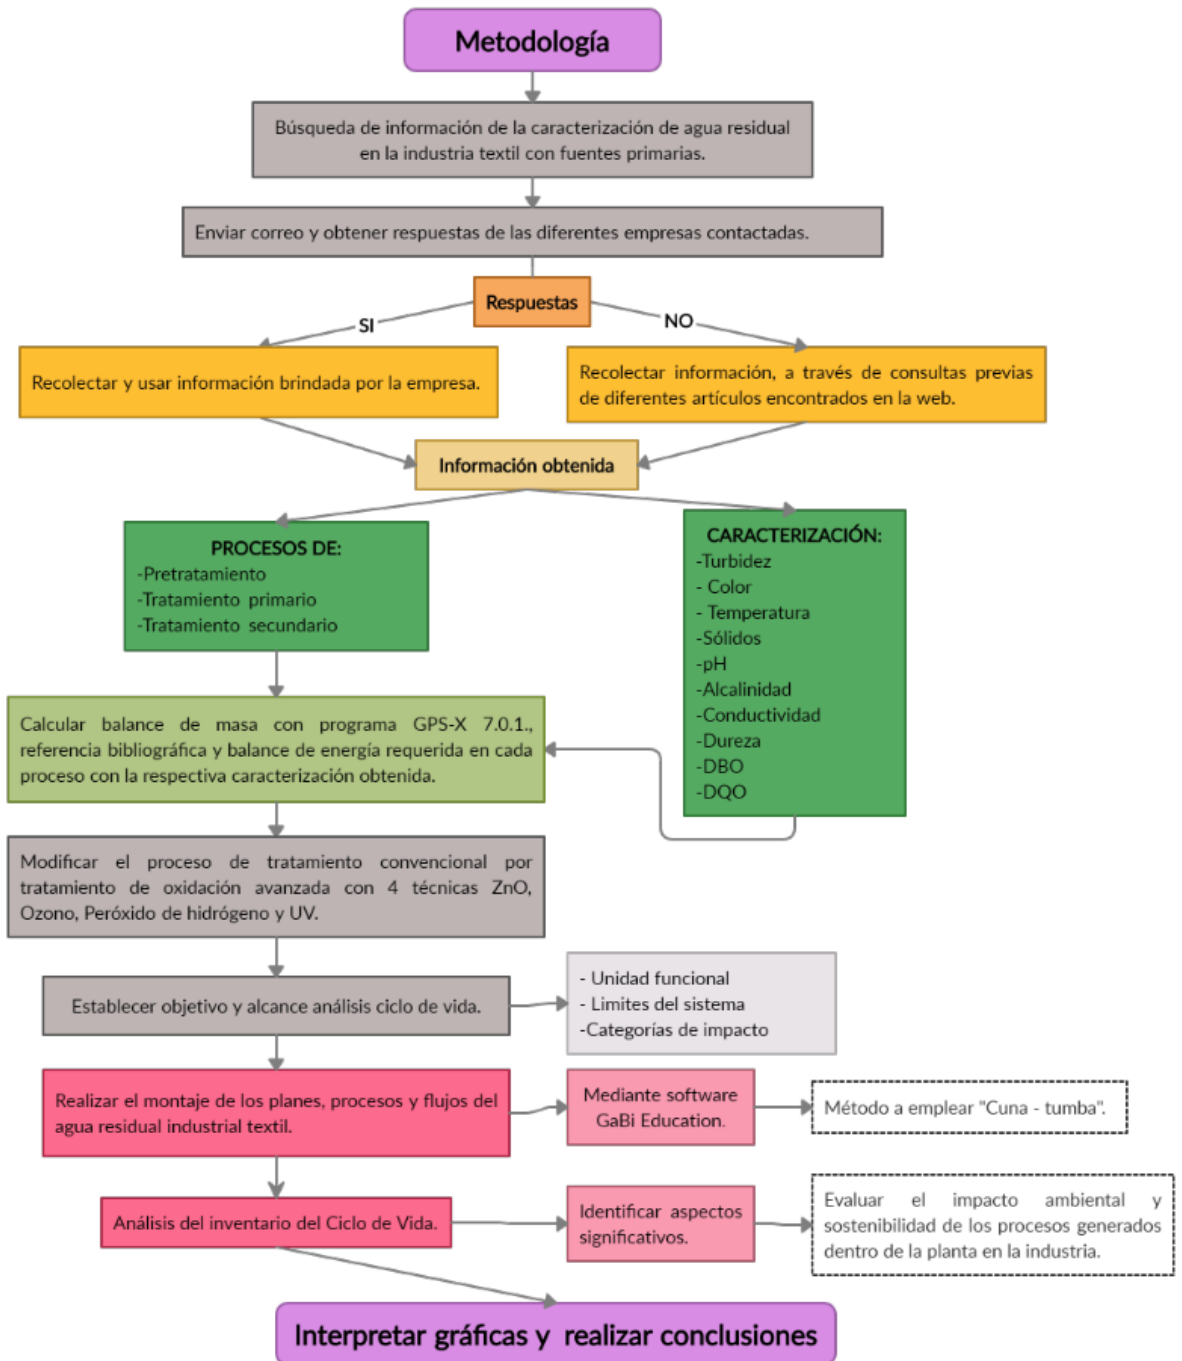 Metodología
Búsqueda de información de la caracterización de agua residual
en la industria textil con fuentes primarias.
Enviar correo y obtener respuestas de las diferentes empresas contactadas.
Respuestas
SI
NO
Recolectar y usar información brindada por la empresa.
Recolectar información, a través de consultas previas
de diferentes artículos encontrados en la web.
Información obtenida
PROCESOS DE:
-Pretratamiento
-Tratamiento primario
-Tratamiento secundario
CARACTERIZACIÓN:
-Turbidez
- Color
- Temperatura
-Sólidos
-pH
-Alcalinidad
-Conductividad
-Dureza
-DBO
-DQO
Calcular balance de masa con programa GPS-X 7.0.1.,
referencia bibliográfica y balance de energía requerida en cada
proceso con la respectiva caracterización obtenida.
Modificar el proceso de tratamiento convencional por
tratamiento de oxidación avanzada con 4 técnicas ZnO,
Ozono, Peróxido de hidrógeno y UV.
Establecer objetivo y alcance análisis ciclo de vida.
- Unidad funcional
- Limites del sistema
-Categorías de impacto
Realizar el montaje de los planes, procesos y flujos del
agua residual industrial textil.
Mediante software
GaBi Education.
Método a emplear "Cuna - tumba".
Análisis del inventario del Ciclo de Vida.
Identificar aspectos
significativos.
Evaluar el impacto ambiental y
sostenibilidad de los procesos generados
dentro de la planta en la industria.
Interpretar gráficas y realizar conclusiones